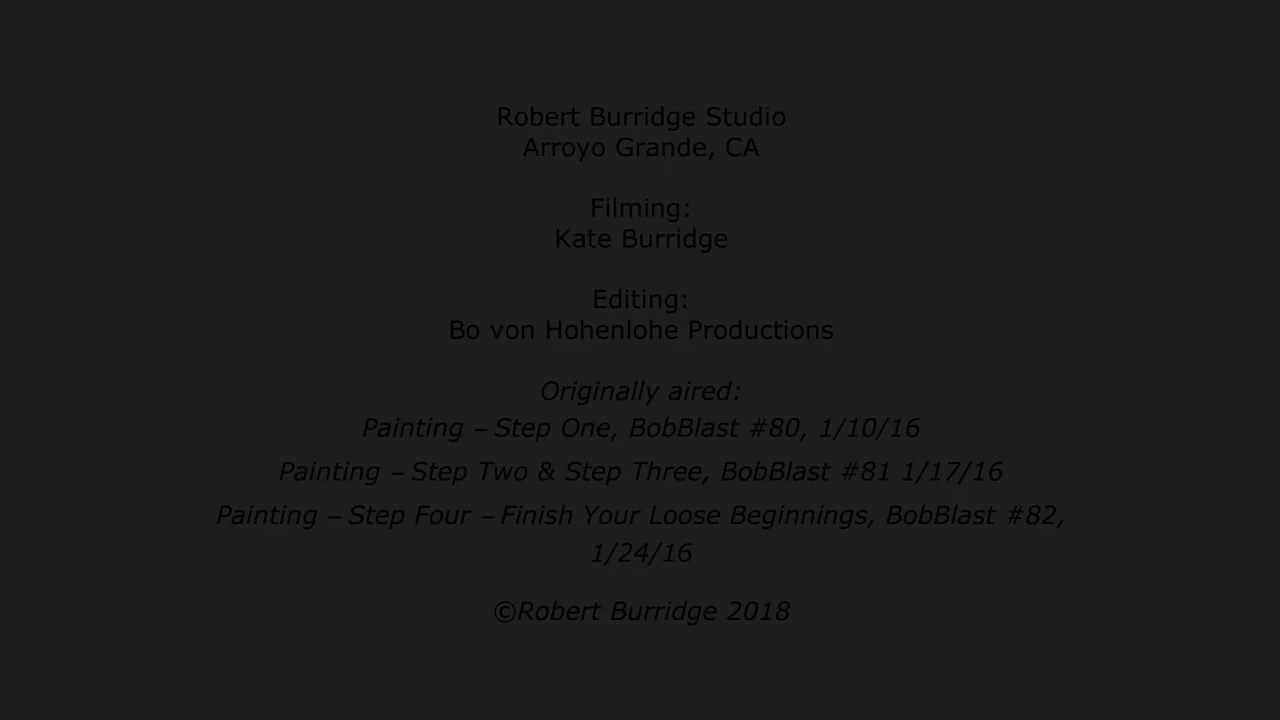 Robert Burridge Studio
Arroyo Grande, CA
Filming:
Kate Burridge
Editing:
Bo von Hohenlohe Productions
Originally aired:
Painting – Step One, BobBlast #80, 1/10/16
Painting – Step Two & Step Three, BobBlast #81 1/17/16
Painting – Step Four – Finish Your Loose Beginnings, BobBlast #82,
1/24/16
©Robert Burridge 2018